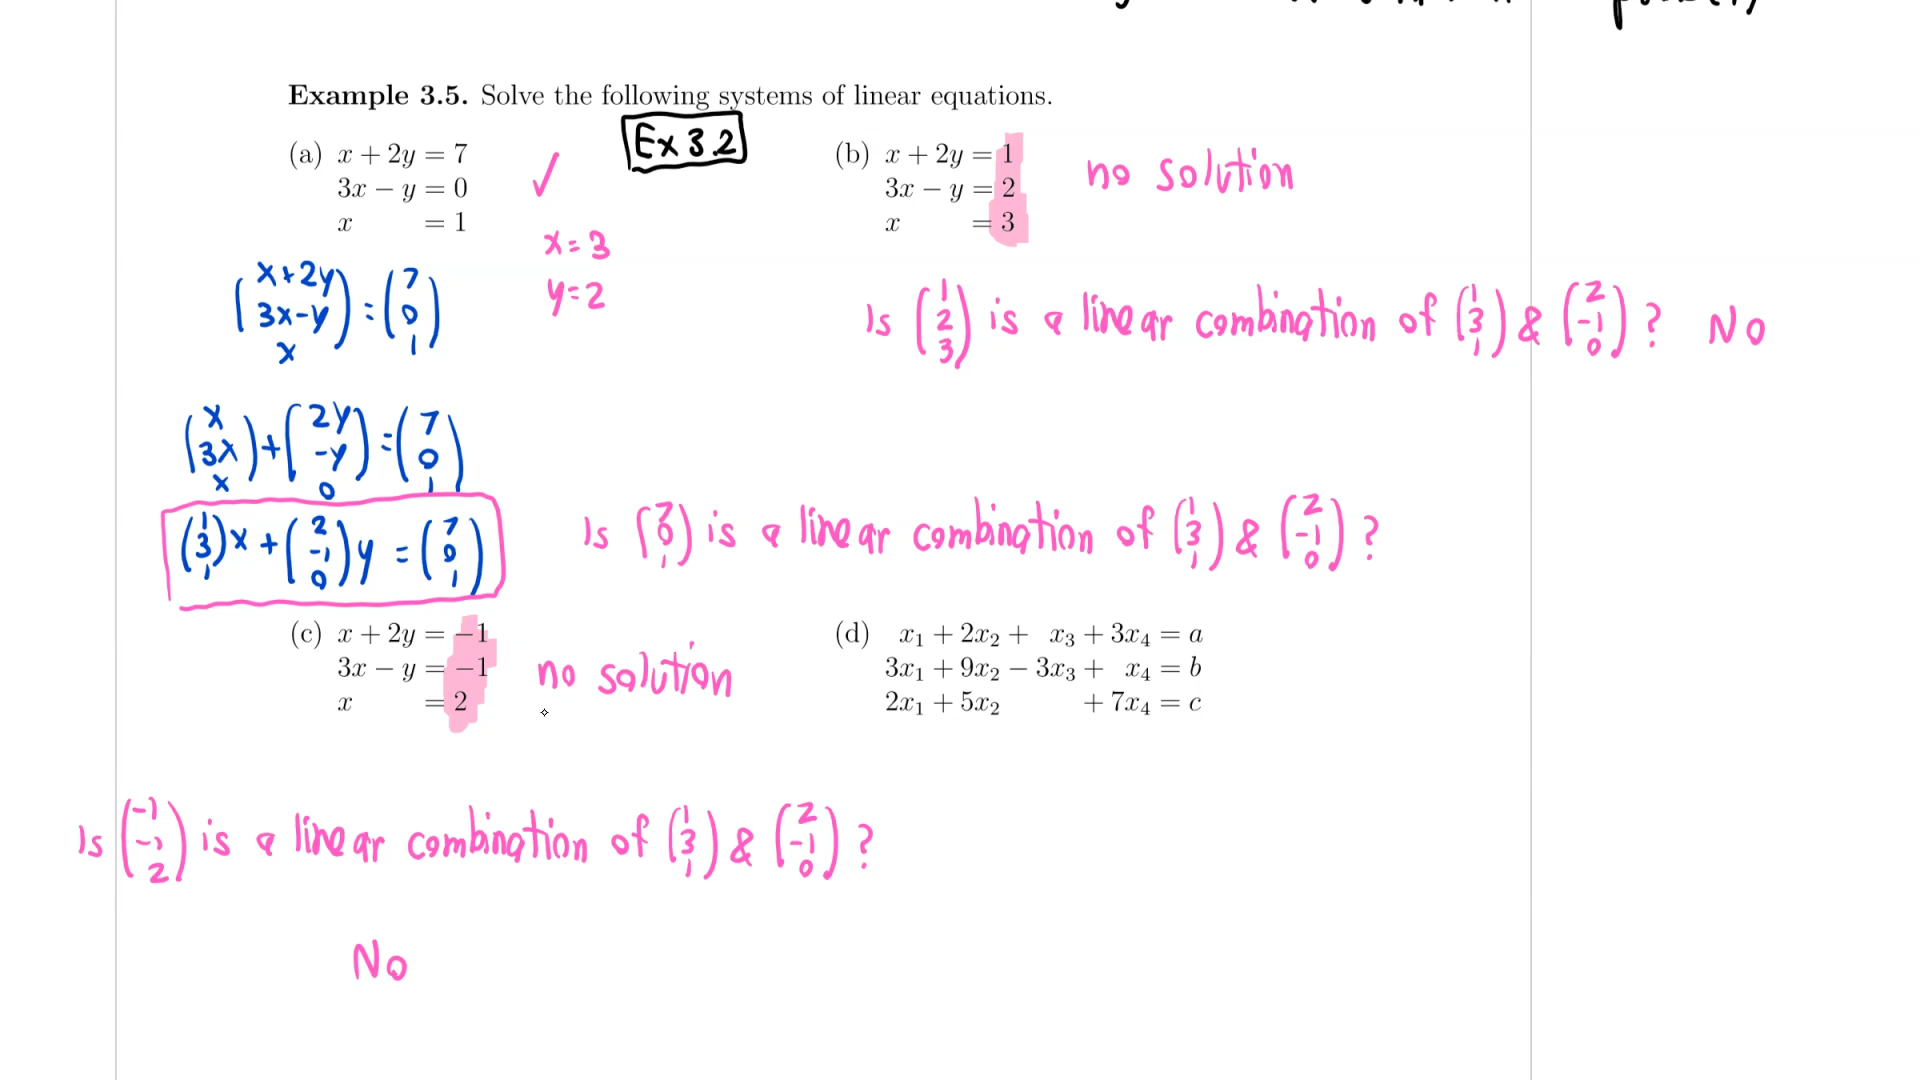 Example 3.5. Solve the following systems of linear equations.
Ex 3.2
(a) x + 2y = 7
3x − y = 0
x = 1
✓
x = 3
y = 2
(x+2y 3x-y x) = (7 0 1)
(x 3x x) + (2y -y 0) = (7 0 1)
(1 3 1)x + (2 -1 0)y = (7 0 1)
Is (7 0 1) is a linear combination of (1 3 1) & (2 -1 0) ?
(b) x + 2y = 1
3x − y = 2
x = 3
no solution
Is (1 2 3) is a linear combination of (1 3 1) & (2 -1 0) ? No
(c) x + 2y = −1
3x − y = −1
x = 2
no solution
Is (-1 -1 2) is a linear combination of (1 3 1) & (2 -1 0) ?
No
(d) x₁ + 2x₂ + x₃ + 3x₄ = a
3x₁ + 9x₂ − 3x₃ + x₄ = b
2x₁ + 5x₂ + 7x₄ = c